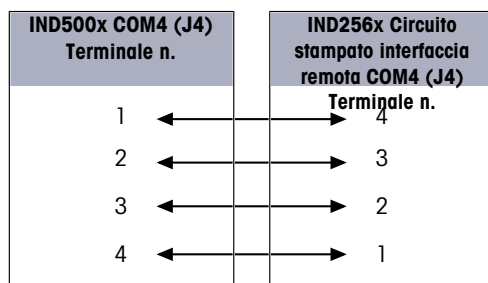 IND500x COM4 (J4)
Terminale n.
IND256x Circuito
stampato interfaccia
remota COM4 (J4)
Terminale n.
1 4
2 3
3 2
4 1